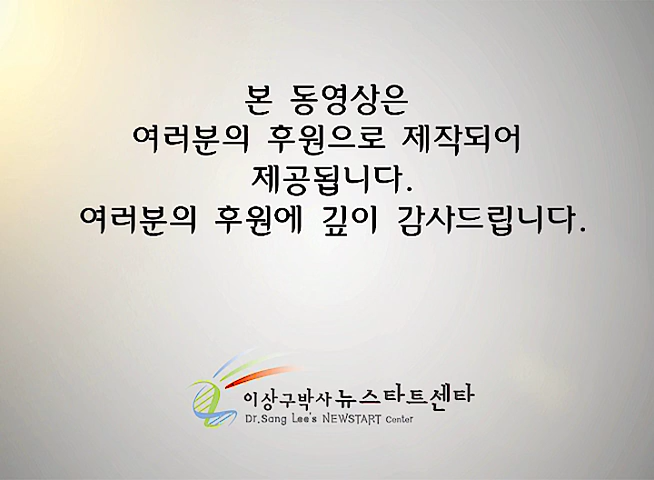 본 동영상은
여러분의 후원으로 제작되어
제공됩니다.
여러분의 후원에 깊이 감사드립니다.
이상구박사 뉴스타트센타
Dr.Sang Lee's NEWSTART Center